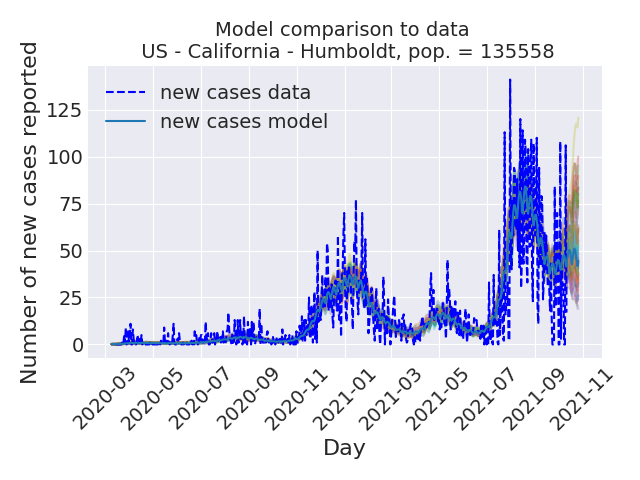 Model comparison to data
US - California - Humboldt, pop. = 135558
Number of new cases reported
new cases data
new cases model
125
100
75
50
25
0
2020-03
2020-05
2020-07
2020-09
2020-11
2021-01
2021-03
2021-05
2021-07
2021-09
2021-11
Day